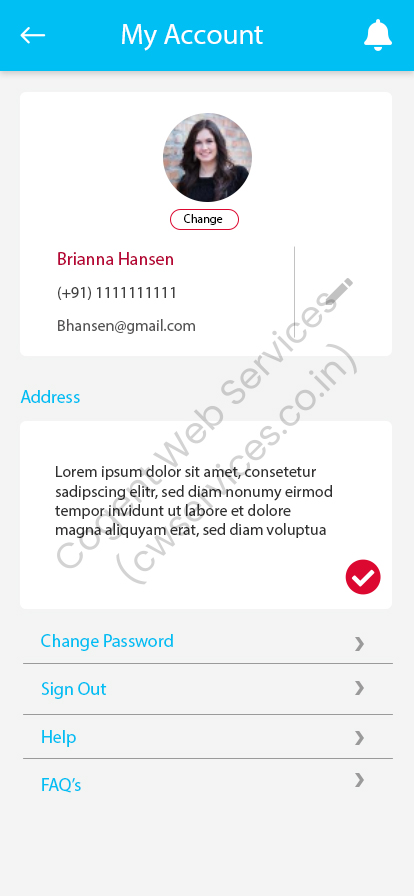 My Account
Change
Brianna Hansen
(+91) 1111111111
Bhansen@gmail.com
Address
Lorem ipsum dolor sit amet, consetetur
sadipscing elitr, sed diam nonumy eirmod
tempor invidunt ut labore et dolore
magna aliquyam erat, sed diam voluptua
Cogent Web Services
(cwservices.co.in)
Change Password
Sign Out
Help
FAQ's